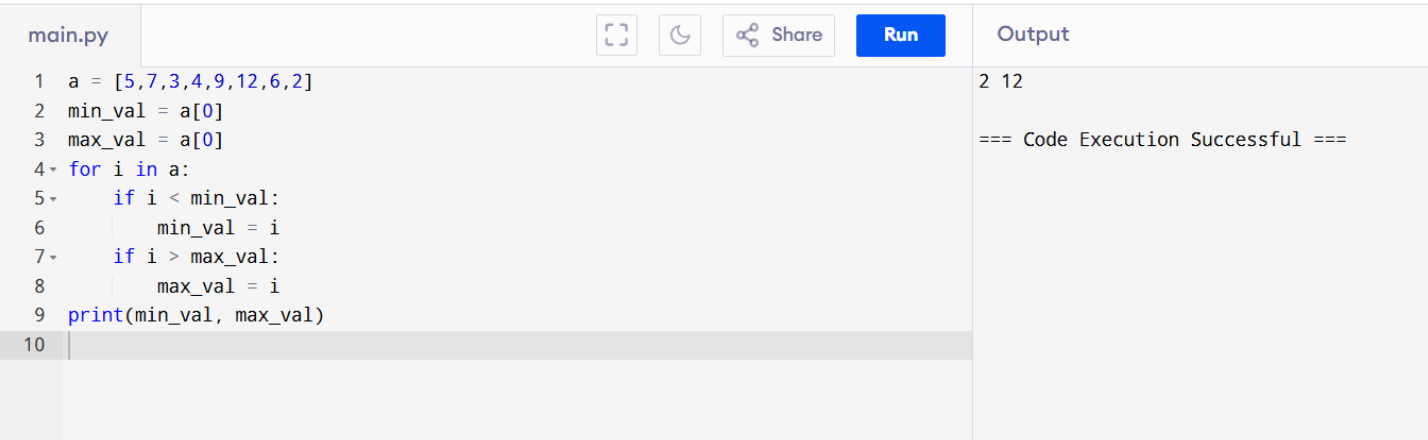 main.py Share Run Output
1 a = [5,7,3,4,9,12,6,2]
2 min_val = a[0]
3 max_val = a[0]
4 for i in a:
5     if i < min_val:
6         min_val = i
7     if i > max_val:
8         max_val = i
9 print(min_val, max_val)
10
2 12
=== Code Execution Successful ===